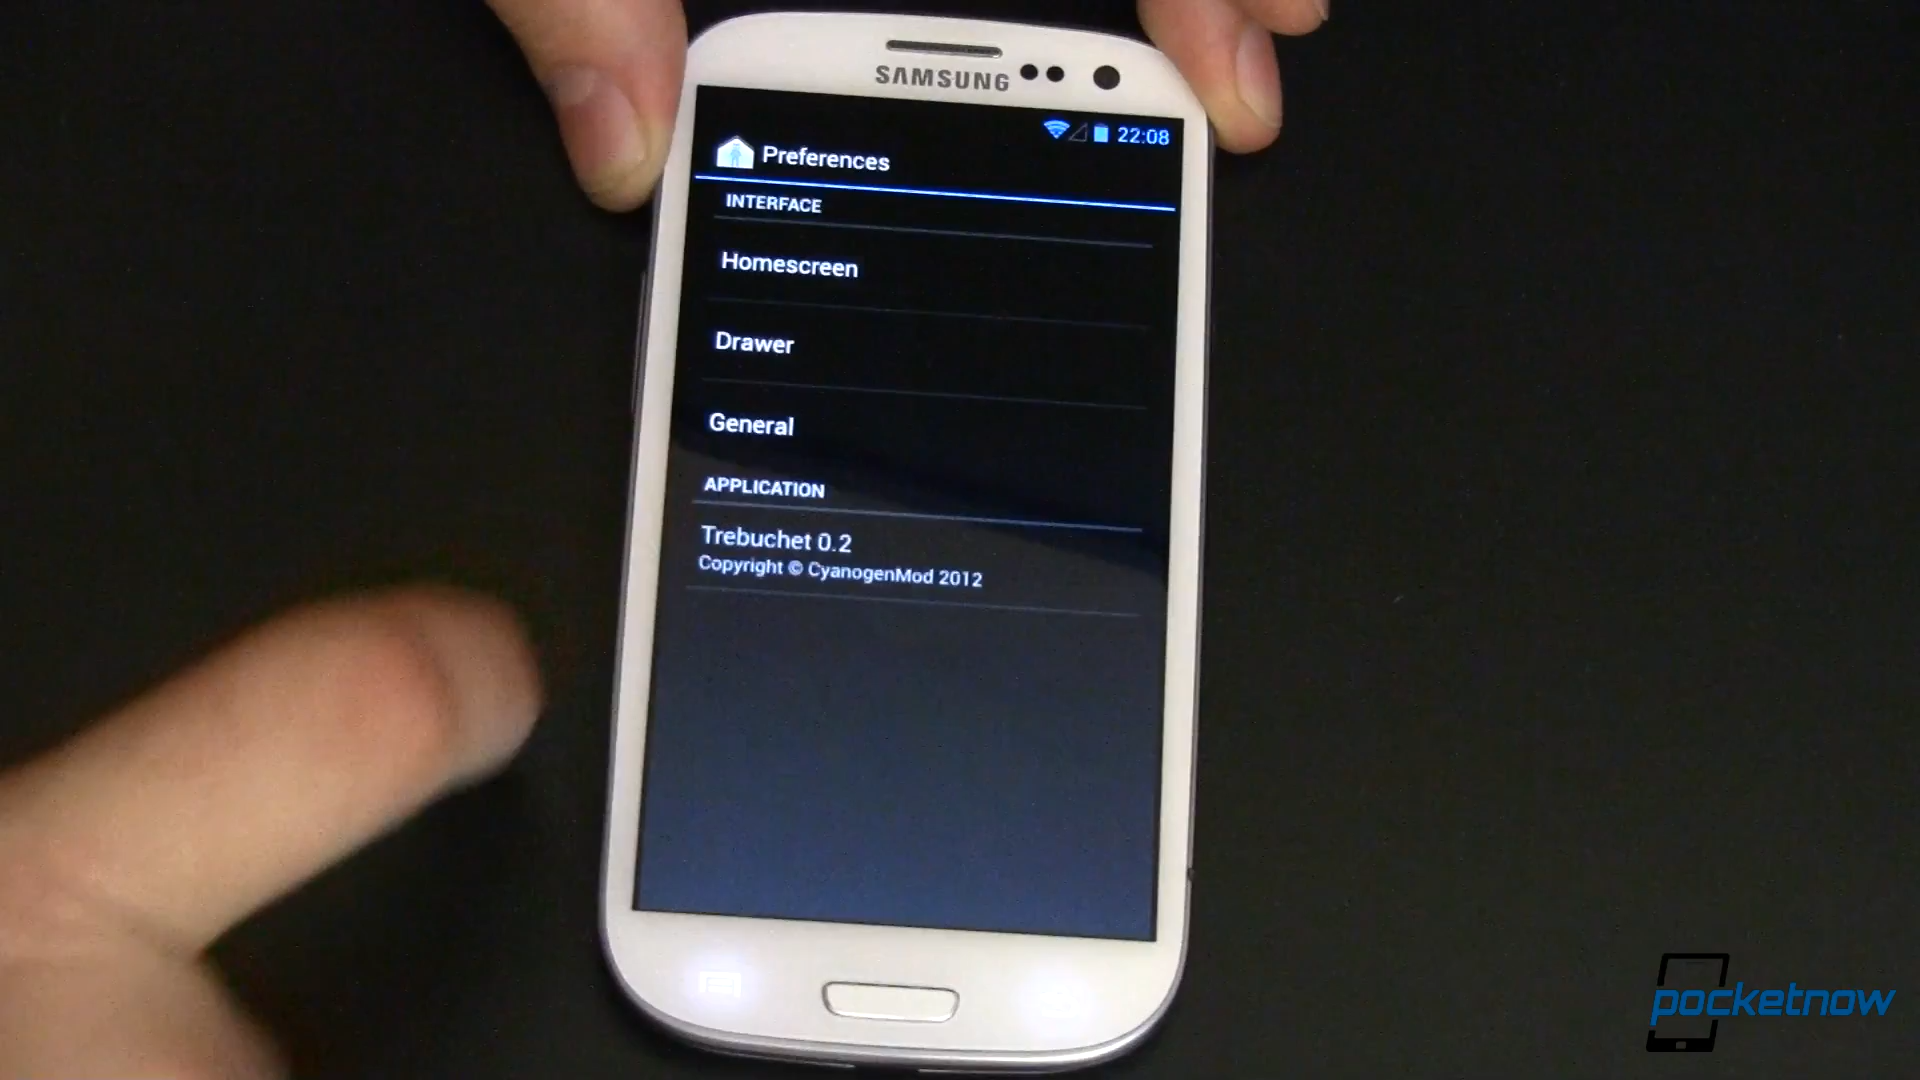 SAMSUNG
22:08
Preferences
INTERFACE
Homescreen
Drawer
General
APPLICATION
Trebuchet 0.2
Copyright © CyanogenMod 2012
pocketnow